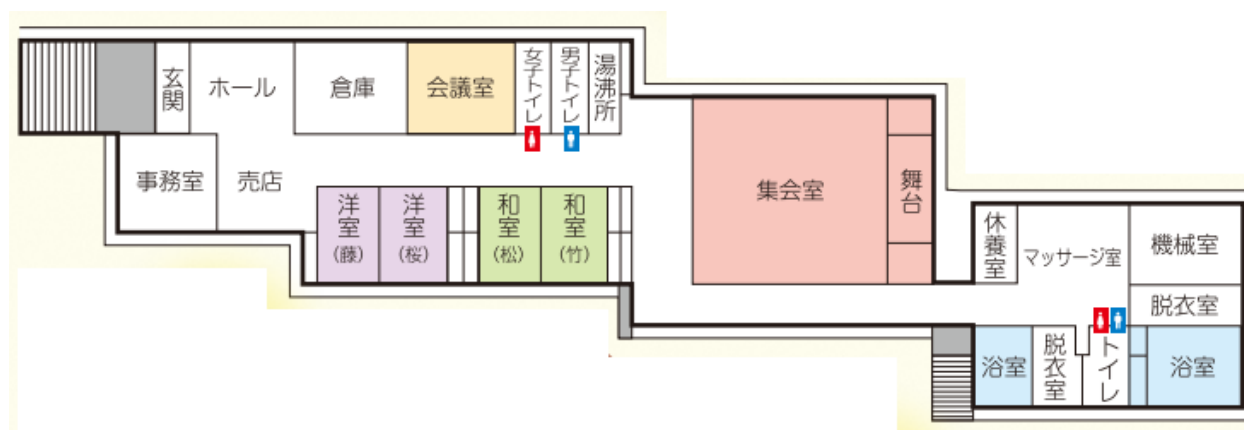 玄関
ホール
倉庫
会議室
女子トイレ
男子トイレ
湯沸所
事務室
売店
洋室
(藤)
洋室
(桜)
和室
(松)
和室
(竹)
集会室
舞台
休養室
マッサージ室
機械室
脱衣室
浴室
脱衣室
トイレ
浴室